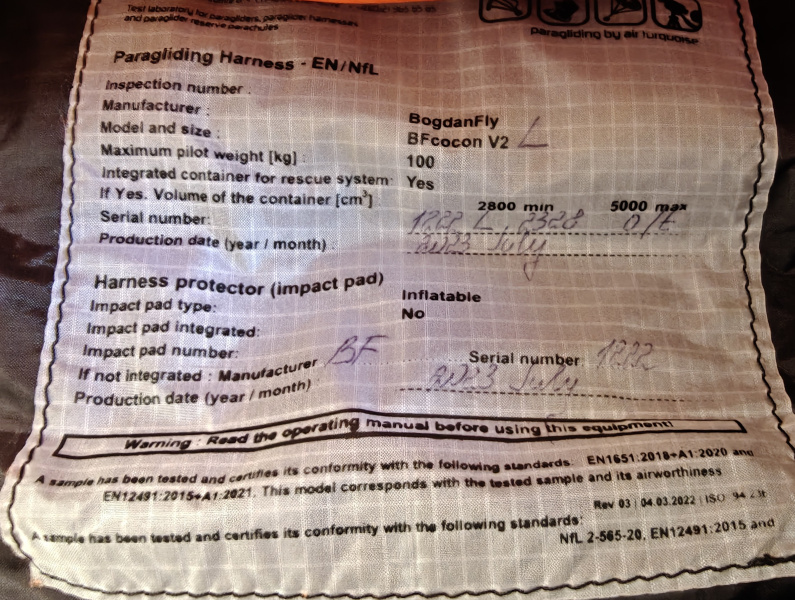 Test laboratory for paragliders, paraglider harnesses
and paraglider reserve parachutes
paragliding by air turquoise
Paragliding Harness - EN/NfL
Inspection number :
Manufacturer : BogdanFly
Model and size : BFcocon V2 L
Maximum pilot weight [kg] : 100
Integrated container for rescue system: Yes
If Yes. Volume of the container [cm³] 2800 min 5000 max
Serial number: 1222 L 2328 O/E
Production date (year / month) : 2023 July
Harness protector (impact pad)
Impact pad type: Inflatable
Impact pad integrated: No
Impact pad number:
If not integrated : Manufacturer BF Serial number 1222
Production date (year / month) : 2023 July
Warning : Read the operating manual before using this equipment!
A sample has been tested and certifies its conformity with the following standards: EN1651:2018+A1:2020 and
EN12491:2015+A1:2021. This model corresponds with the tested sample and its airworthiness
Rev 03 | 04.03.2022 | ISO
A sample has been tested and certifies its conformity with the following standards:
NfL 2-565-20, EN12491:2015 and